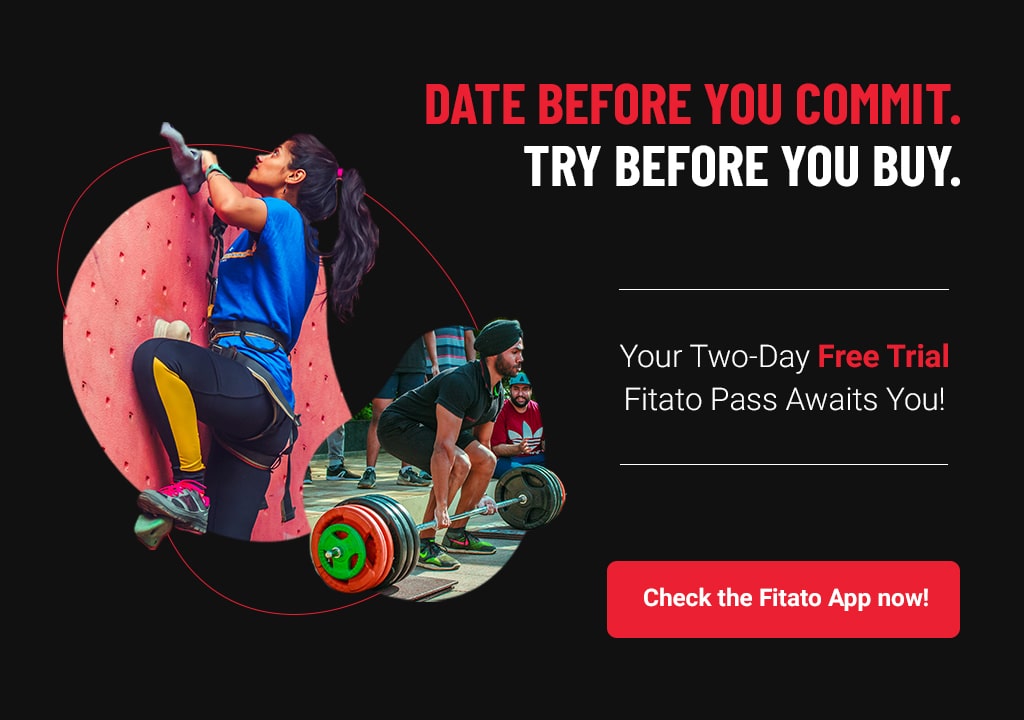 DATE BEFORE YOU COMMIT.
TRY BEFORE YOU BUY.
Your Two-Day Free Trial
Fitato Pass Awaits You!
Check the Fitato App now!